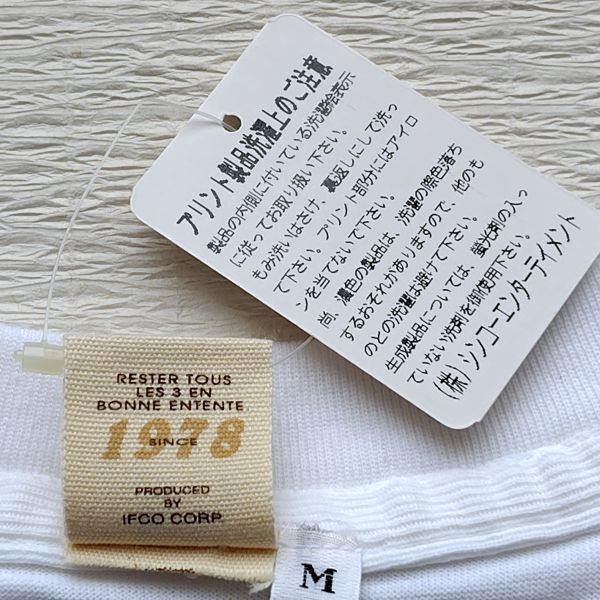 プリント製品洗濯上のご注意
製品の内側に付いている洗濯絵表示
に従ってお取り扱い下さい。
もみ洗いはさけ、裏返しにして洗っ
て下さい。プリント部分にはアイロ
ンを当てないで下さい。
尚、濃色の製品は、洗濯の際色落ち
するおそれがありますので、他のも
のとの洗濯は避けて下さい。
生成製品については、蛍光剤の入っ
ていない洗剤を御使用下さい。
(株)シンコーエンターテイメント
RESTER TOUS
LES 3 EN
BONNE ENTENTE
1978
SINCE
PRODUCED
BY
IFCO CORP.
M